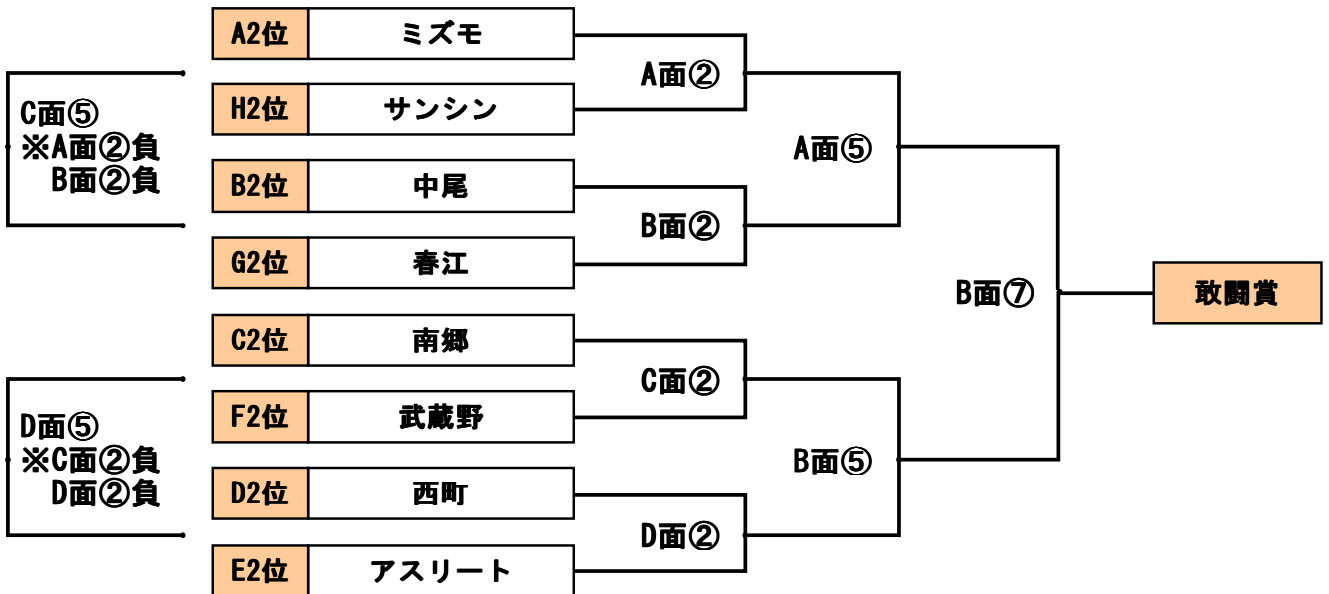 A2位 ミズモ
H2位 サンシン
B2位 中尾
G2位 春江
C2位 南郷
F2位 武蔵野
D2位 西町
E2位 アスリート
C面⑤
※A面②負
B面②負
D面⑤
※C面②負
D面②負
A面②
B面②
C面②
D面②
A面⑤
B面⑤
B面⑦
敢闘賞